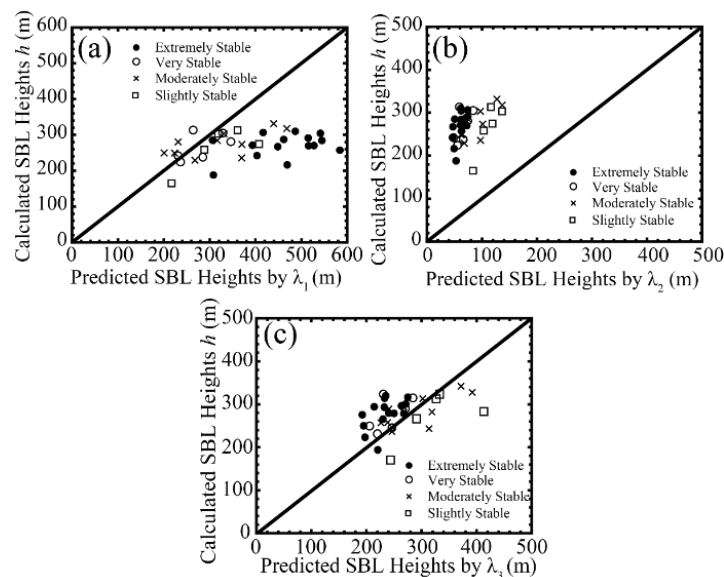 (a)
Extremely Stable
Very Stable
Moderately Stable
Slightly Stable
Calculated SBL Heights h (m)
600
500
400
300
200
100
0
0 100 200 300 400 500 600
Predicted SBL Heights by λ1 (m)
(b)
Extremely Stable
Very Stable
Moderately Stable
Slightly Stable
Calculated SBL Heights h (m)
500
400
300
200
100
0
0 100 200 300 400 500
Predicted SBL Heights by λ2 (m)
(c)
Extremely Stable
Very Stable
Moderately Stable
Slightly Stable
Calculated SBL Heights h (m)
500
400
300
200
100
0
0 100 200 300 400 500
Predicted SBL Heights by λ3 (m)